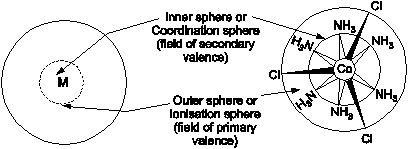 Inner sphere or
Coordination sphere
(field of secondary
valence)
M
Outer sphere or
Ionisation sphere
(field of primary
valence)
Cl
NH₃
H₃N
NH₃
Cl
Co
H₃N
NH₃
NH₃
Cl